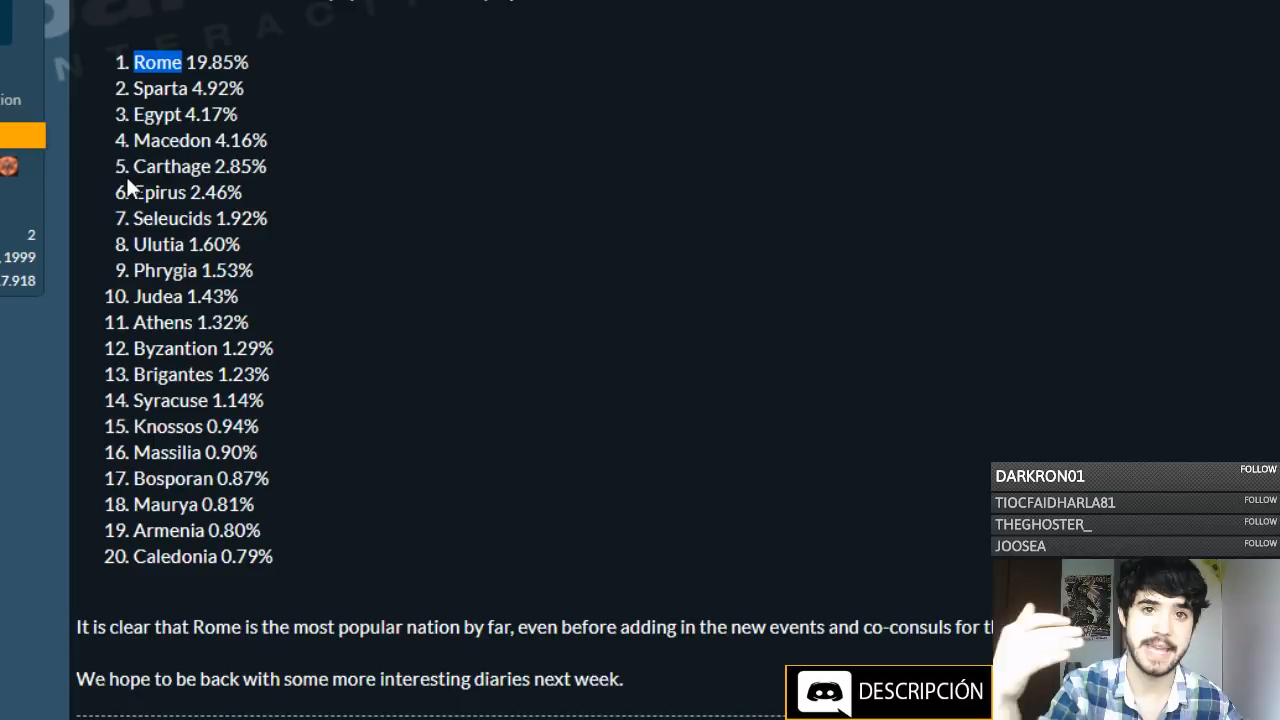 INTERACTI
1. Rome 19.85%
2. Sparta 4.92%
3. Egypt 4.17%
ion
4. Macedon 4.16%
5. Carthage 2.85%
6. Epirus 2.46%
7. Seleucids 1.92%
2
8. Ulutia 1.60%
, 1999
9. Phrygia 1.53%
7.918
10. Judea 1.43%
11. Athens 1.32%
12. Byzantion 1.29%
13. Brigantes 1.23%
14. Syracuse 1.14%
15. Knossos 0.94%
16. Massilia 0.90%
17. Bosporan 0.87%
18. Maurya 0.81%
19. Armenia 0.80%
20. Caledonia 0.79%
DARKRON01 FOLLOW
TIOCFAIDHARLA81 FOLLOW
THEGHOSTER_ FOLLOW
JOOSEA FOLLOW
It is clear that Rome is the most popular nation by far, even before adding in the new events and co-consuls for
We hope to be back with some more interesting diaries next week.
DESCRIPCIÓN